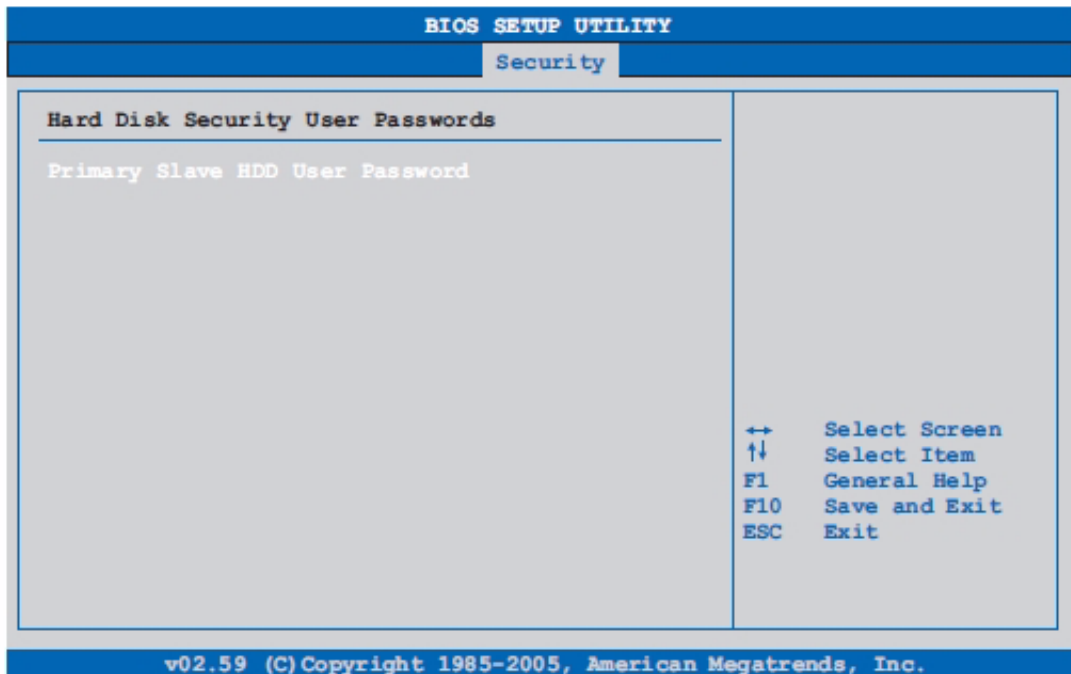 BIOS SETUP UTILITY
Security
Hard Disk Security User Passwords
Primary Slave HDD User Password
↔ Select Screen
↑↓ Select Item
F1 General Help
F10 Save and Exit
ESC Exit
v02.59 (C)Copyright 1985-2005, American Megatrends, Inc.